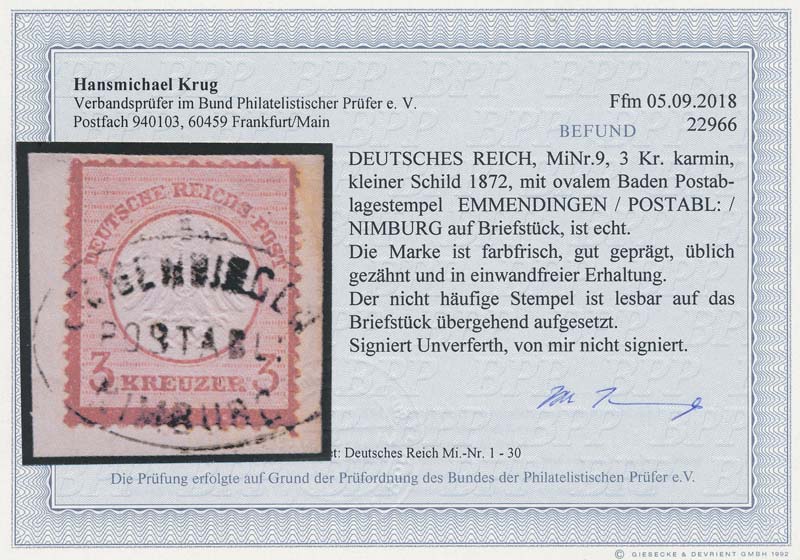 Hansmichael Krug
Verbandsprüfer im Bund Philatelistischer Prüfer e. V.
Postfach 940103, 60459 Frankfurt/Main
Ffm 05.09.2018
BEFUND
22966
DEUTSCHES REICH, MiNr.9, 3 Kr. karmin,
kleiner Schild 1872, mit ovalem Baden Postab-
lagestempel EMMENDINGEN / POSTABL: /
NIMBURG auf Briefstück, ist echt.
Die Marke ist farbfrisch, gut geprägt, üblich
gezähnt und in einwandfreier Erhaltung.
Der nicht häufige Stempel ist lesbar auf das
Briefstück übergehend aufgesetzt.
Signiert Unverferth, von mir nicht signiert.
DEUTSCHE REICHS-POST
POSTABL:
3 KREUZER 3
NIMBURG
et: Deutsches Reich Mi.-Nr. 1 - 30
Die Prüfung erfolgte auf Grund der Prüfordnung des Bundes der Philatelistischen Prüfer e.V.
© GIESECKE & DEVRIENT GMBH 1992